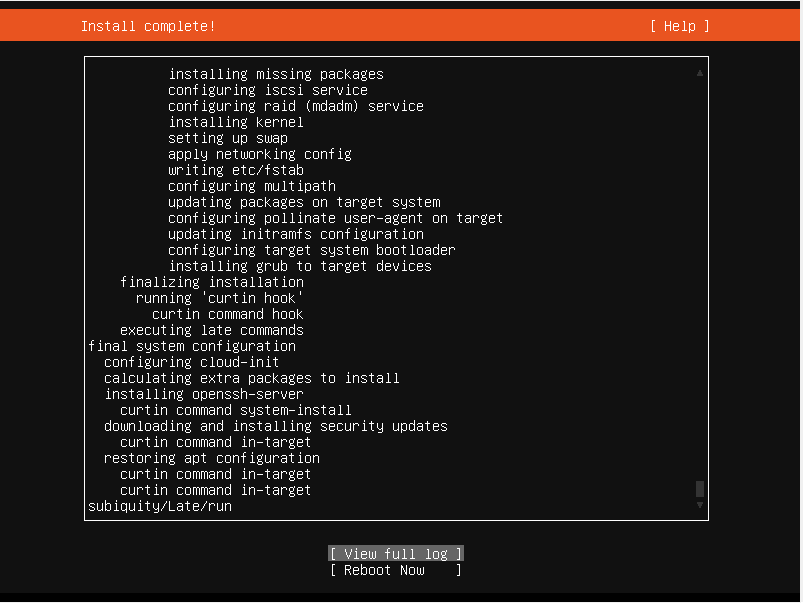 Install complete!                                                      [ Help ]
installing missing packages
configuring iscsi service
configuring raid (mdadm) service
installing kernel
setting up swap
apply networking config
writing etc/fstab
configuring multipath
updating packages on target system
configuring pollinate user-agent on target
updating initramfs configuration
configuring target system bootloader
installing grub to target devices
finalizing installation
running 'curtin hook'
curtin command hook
executing late commands
final system configuration
configuring cloud-init
calculating extra packages to install
installing openssh-server
curtin command system-install
downloading and installing security updates
curtin command in-target
restoring apt configuration
curtin command in-target
curtin command in-target
subiquity/Late/run
[ View full log ]
[ Reboot Now    ]